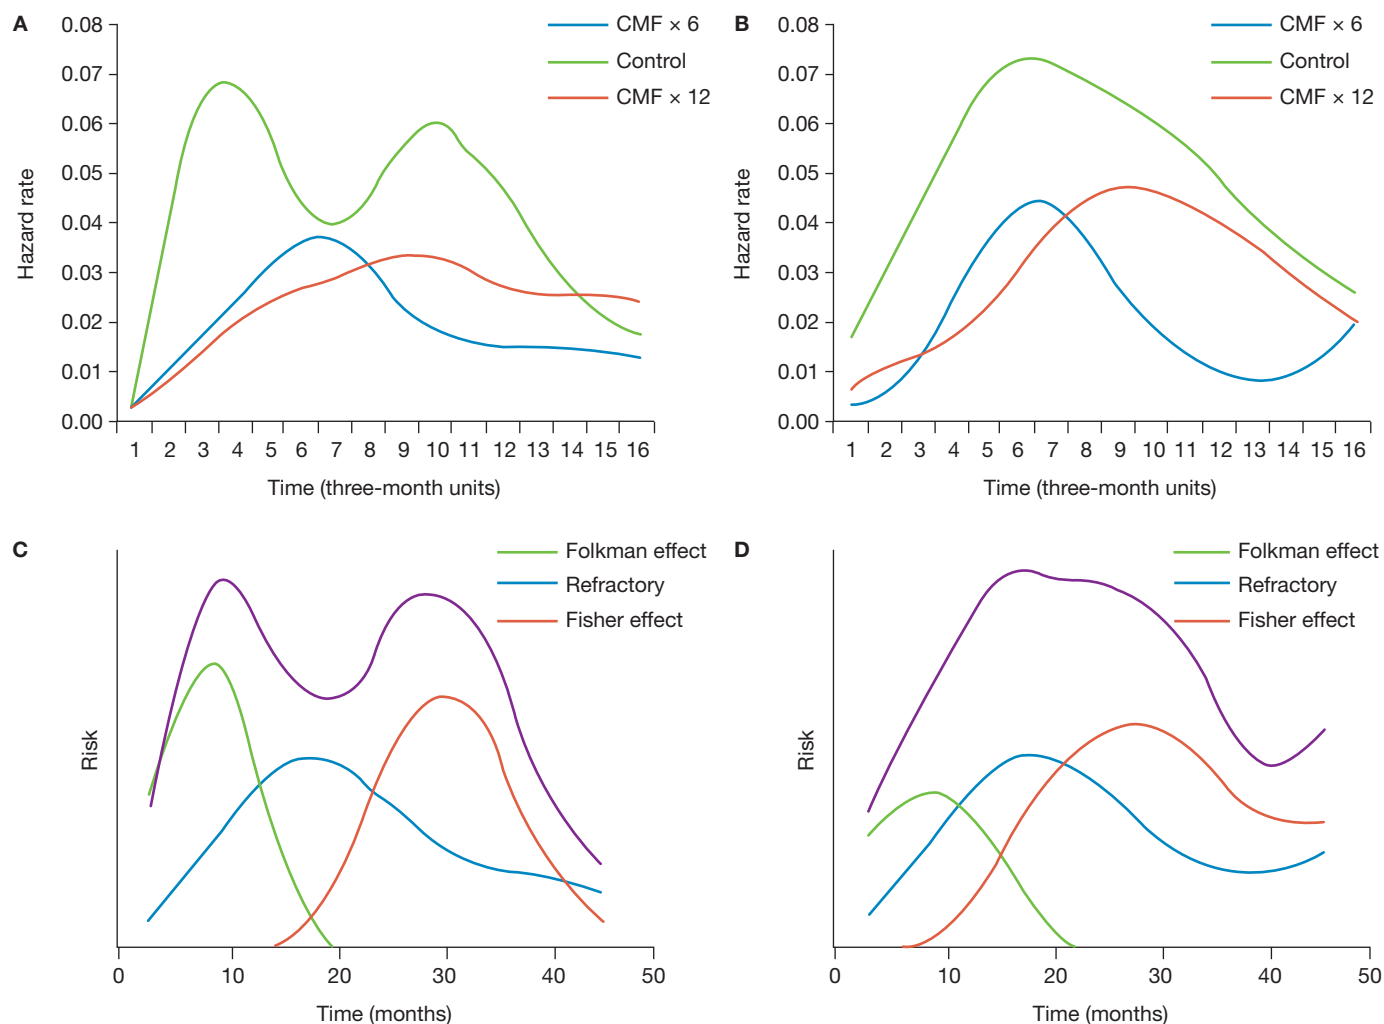 A
0.08
0.07
0.06
0.05
0.04
0.03
0.02
0.01
0.00
Hazard rate
CMF × 6
Control
CMF × 12
1 2 3 4 5 6 7 8 9 10 11 12 13 14 15 16
Time (three-month units)
B
0.08
0.07
0.06
0.05
0.04
0.03
0.02
0.01
0.00
Hazard rate
CMF × 6
Control
CMF × 12
1 2 3 4 5 6 7 8 9 10 11 12 13 14 15 16
Time (three-month units)
C
Risk
Folkman effect
Refractory
Fisher effect
0 10 20 30 40 50
Time (months)
D
Risk
Folkman effect
Refractory
Fisher effect
0 10 20 30 40 50
Time (months)